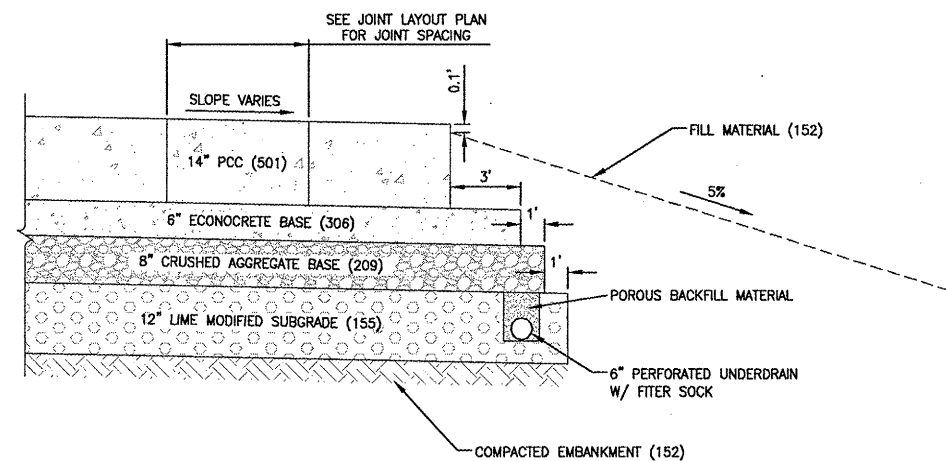 SEE JOINT LAYOUT PLAN
FOR JOINT SPACING
0.1'
SLOPE VARIES
FILL MATERIAL (152)
14" PCC (501)
3'
5%
6" ECONOCRETE BASE (306)
1'
8" CRUSHED AGGREGATE BASE (209)
1'
POROUS BACKFILL MATERIAL
12" LIME MODIFIED SUBGRADE (155)
6" PERFORATED UNDERDRAIN
W/ FITER SOCK
COMPACTED EMBANKMENT (152)